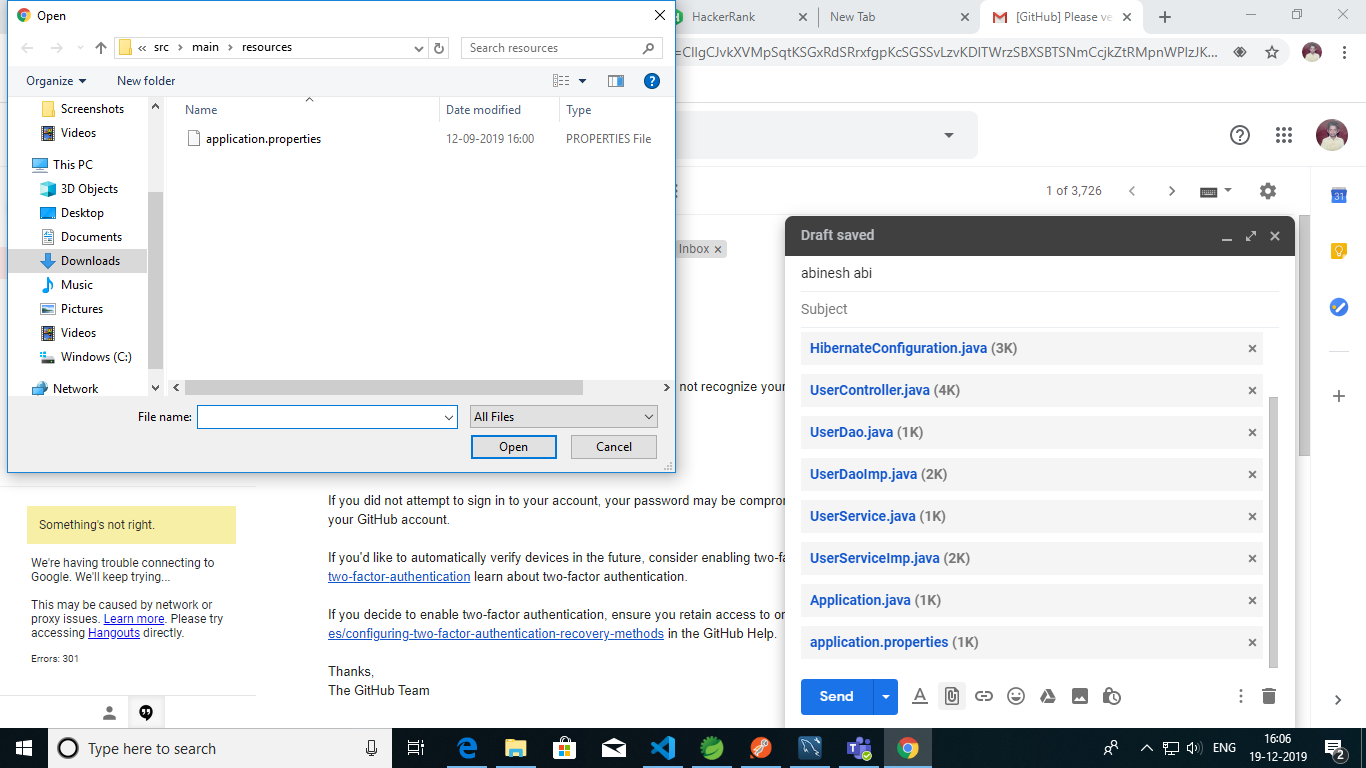 Open
HackerRank
New Tab
[GitHub] Please ve
« src > main > resources
Search resources
=CIIgCJvkXVMpSqtKSGxRdSRrxfgpKcSGSSvLzvKDITWrzSBXSBTSNmCcjkZtRMpnWPIzJK...
Organize
New folder
Screenshots
Videos
This PC
3D Objects
Desktop
Documents
Downloads
Music
Pictures
Videos
Windows (C:)
Network
Name
Date modified
Type
application.properties
12-09-2019 16:00
PROPERTIES File
File name:
All Files
Open
Cancel
1 of 3,726
31
Inbox ×
not recognize your
Something's not right.
We're having trouble connecting to
Google. We'll keep trying...
This may be caused by network or
proxy issues. Learn more. Please try
accessing Hangouts directly.
Errors: 301
If you did not attempt to sign in to your account, your password may be compron
your GitHub account.
If you'd like to automatically verify devices in the future, consider enabling two-fa
two-factor-authentication learn about two-factor authentication.
If you decide to enable two-factor authentication, ensure you retain access to on
es/configuring-two-factor-authentication-recovery-methods in the GitHub Help.
Thanks,
The GitHub Team
Draft saved
abinesh abi
Subject
HibernateConfiguration.java (3K)
UserController.java (4K)
UserDao.java (1K)
UserDaoImp.java (2K)
UserService.java (1K)
UserServiceImp.java (2K)
Application.java (1K)
application.properties (1K)
Send
Type here to search
ENG
16:06
19-12-2019
2